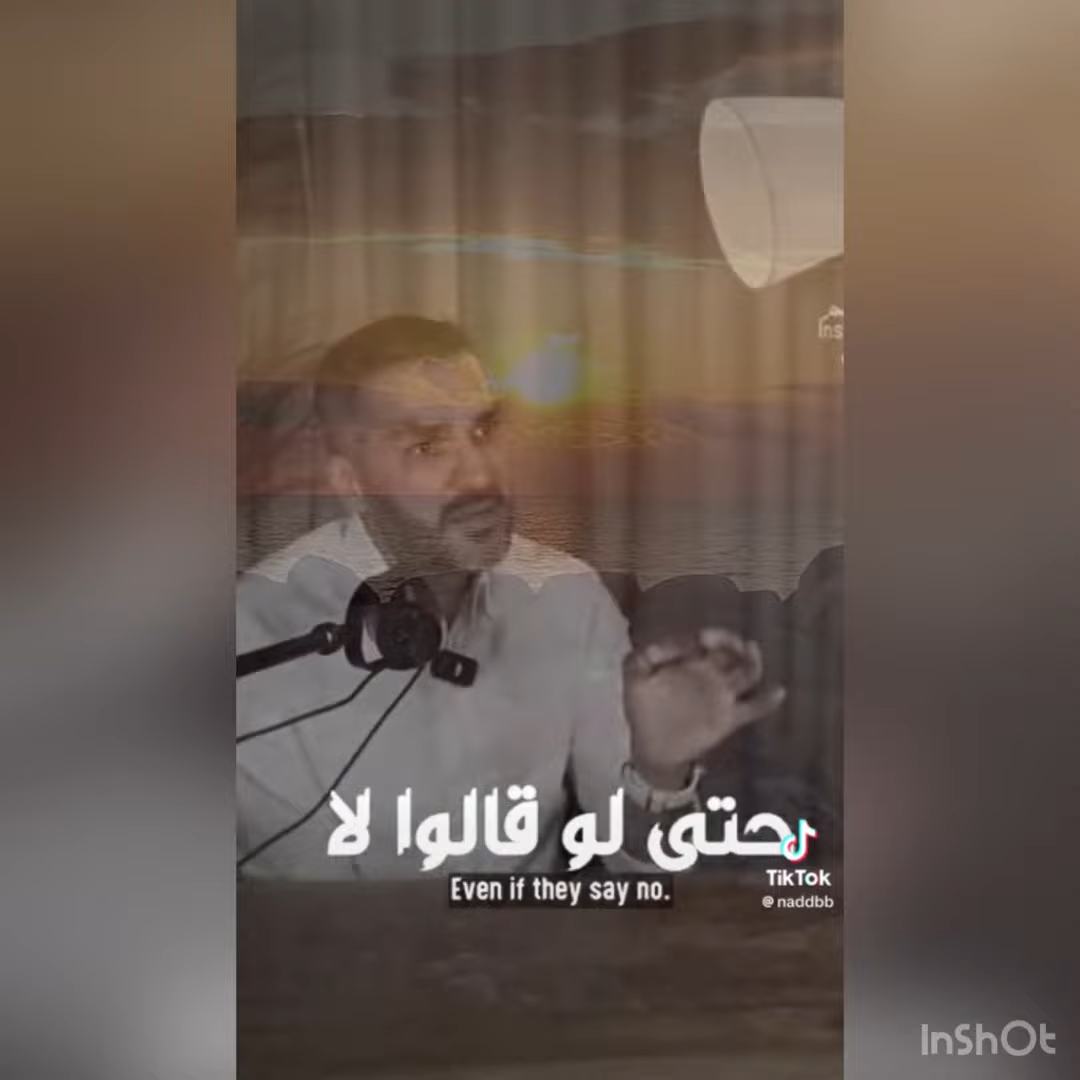 حتى لو قالوا لا
Even if they say no.
TikTok
@naddbb
InShOt